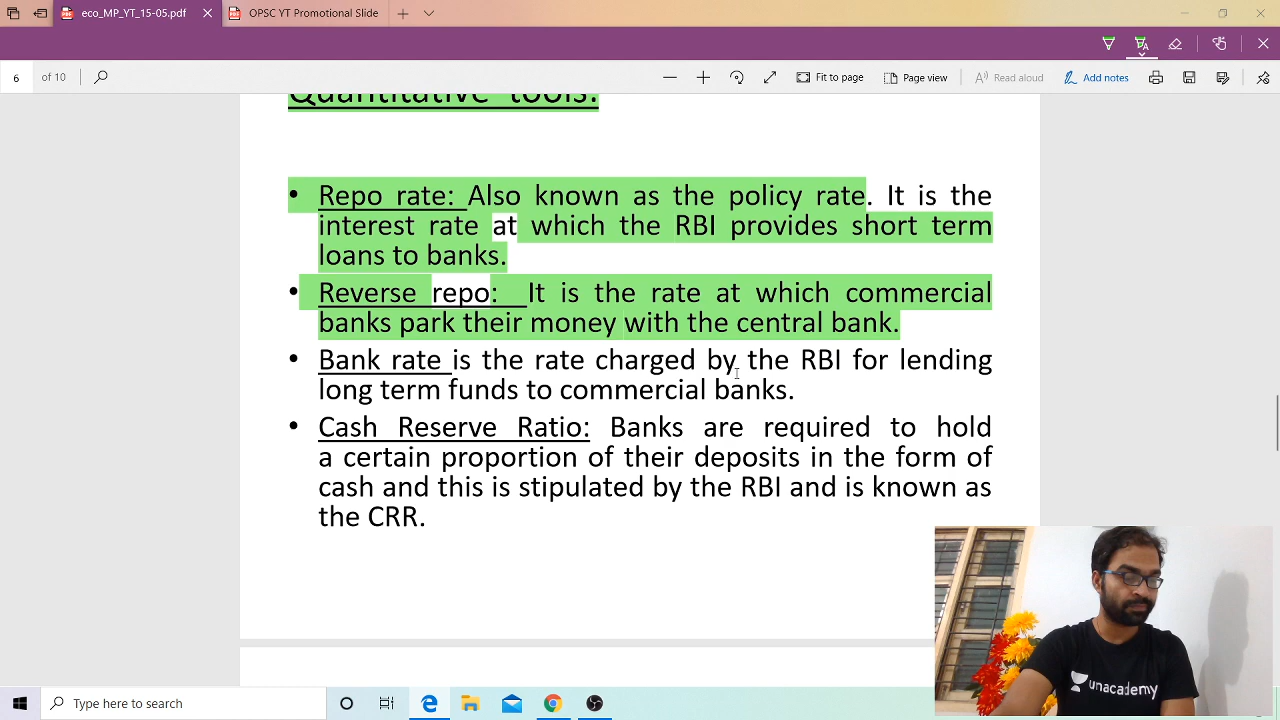 eco_MP_YT_15-05.pdf
OPSC YT Promotional Slide
6 of 10
Fit to page
Page view
Read aloud
Add notes
Quantitative tools:
• Repo rate: Also known as the policy rate. It is the
interest rate at which the RBI provides short term
loans to banks.
• Reverse repo: It is the rate at which commercial
banks park their money with the central bank.
• Bank rate is the rate charged by the RBI for lending
long term funds to commercial banks.
• Cash Reserve Ratio: Banks are required to hold
a certain proportion of their deposits in the form of
cash and this is stipulated by the RBI and is known as
the CRR.
unacademy
Type here to search